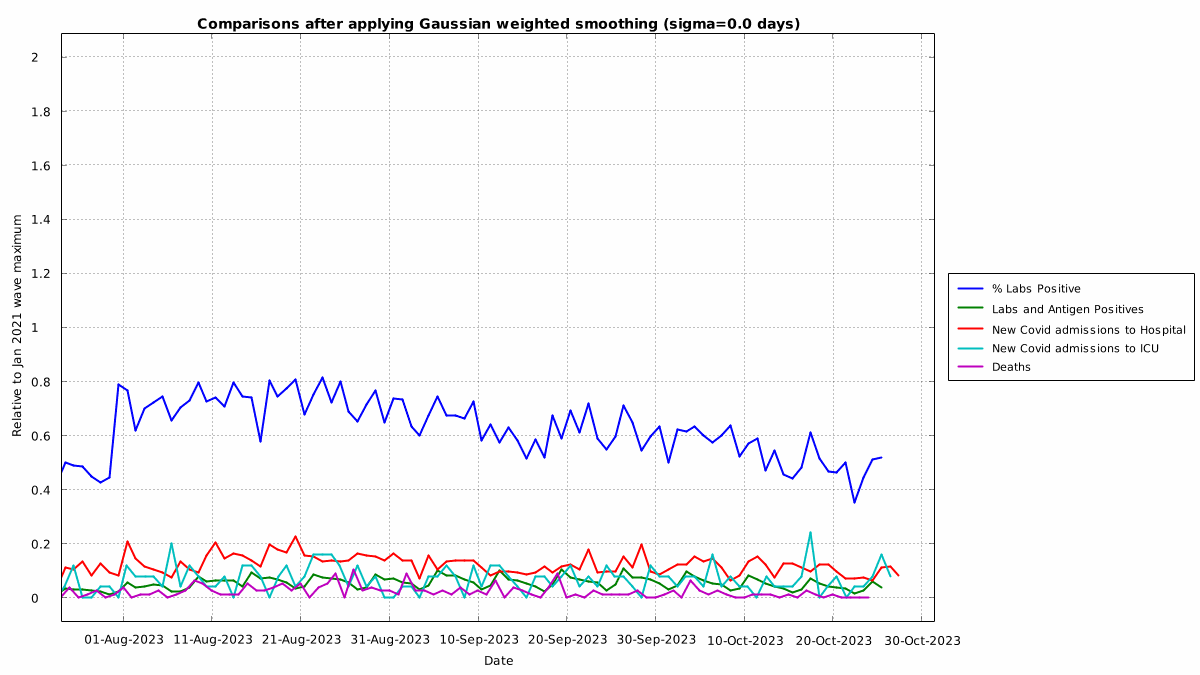 Comparisons after applying Gaussian weighted smoothing (sigma=0.0 days)
2
1.8
1.6
1.4
1.2
1
0.8
0.6
0.4
0.2
0
Relative to Jan 2021 wave maximum
01-Aug-2023 11-Aug-2023 21-Aug-2023 31-Aug-2023 10-Sep-2023 20-Sep-2023 30-Sep-2023 10-Oct-2023 20-Oct-2023 30-Oct-2023
Date
% Labs Positive
Labs and Antigen Positives
New Covid admissions to Hospital
New Covid admissions to ICU
Deaths